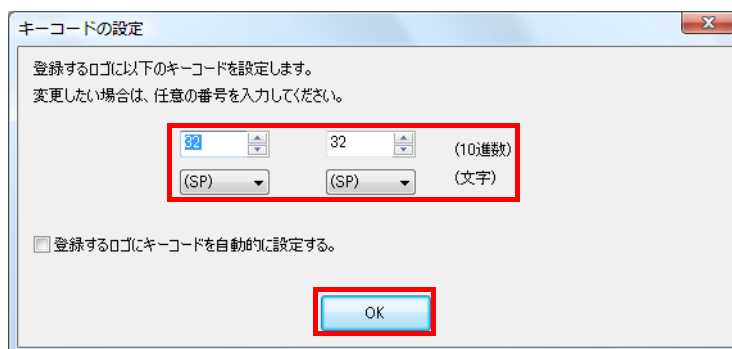 キーコードの設定
登録するロゴに以下のキーコードを設定します。
変更したい場合は、任意の番号を入力してください。
32 32 (10進数)
(SP) (SP) (文字)
登録するロゴにキーコードを自動的に設定する。
OK